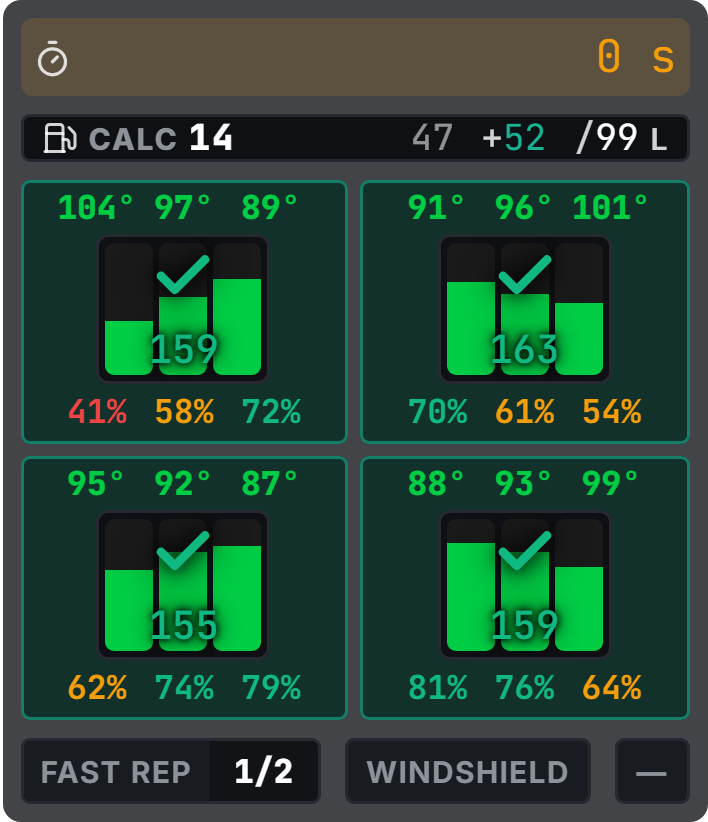 0 s
CALC 14 47 +52 /99 L
104° 97° 89° 91° 96° 101°
159 163
41% 58% 72% 70% 61% 54%
95° 92° 87° 88° 93° 99°
155 159
62% 74% 79% 81% 76% 64%
FAST REP 1/2 WINDSHIELD —